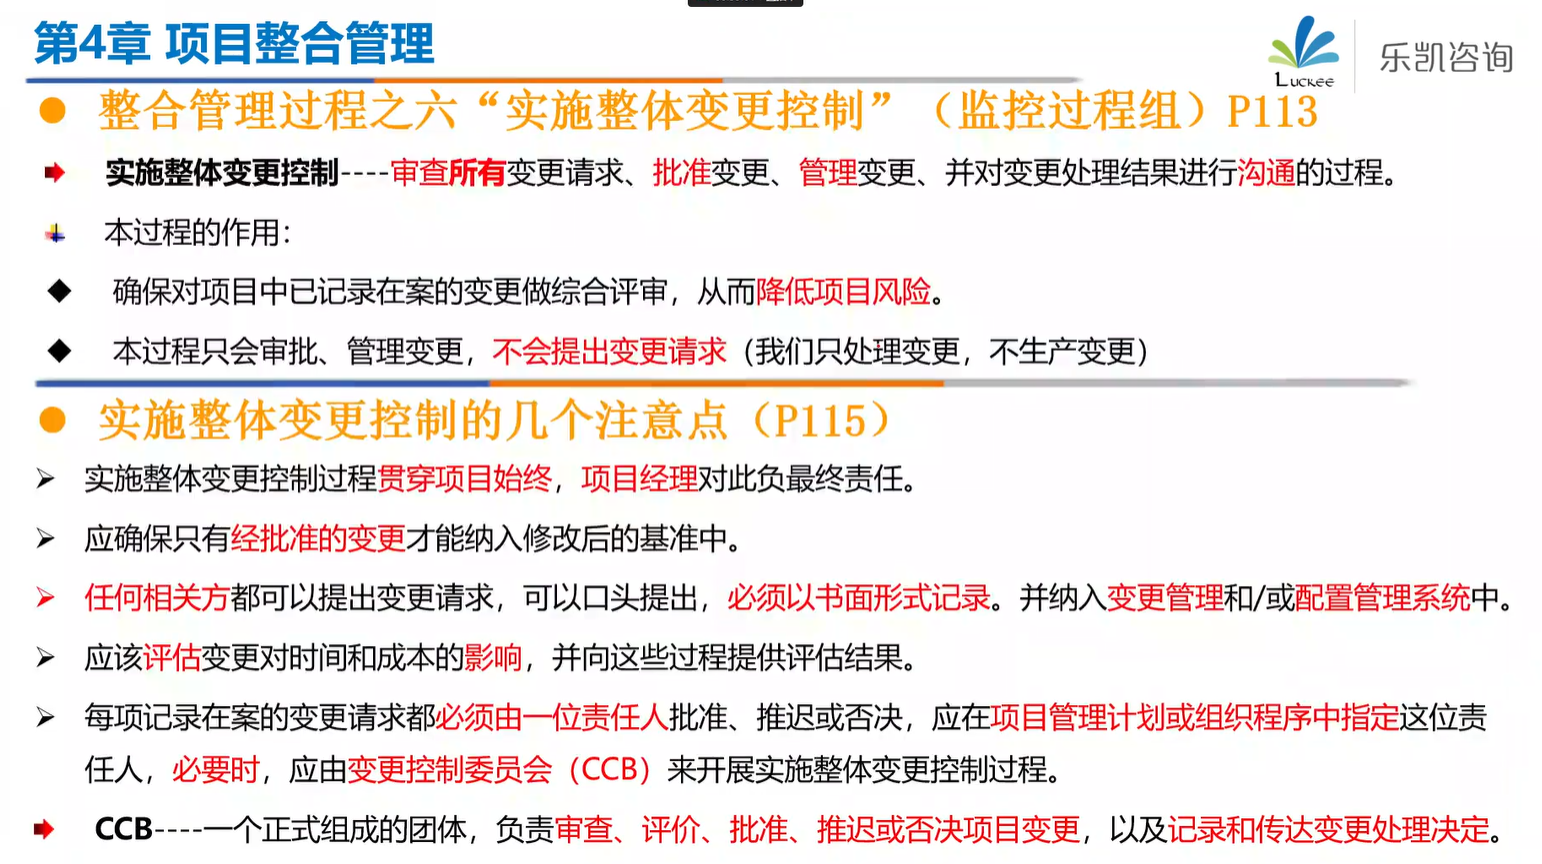 第4章 项目整合管理
Luckee
乐凯咨询
整合管理过程之六“实施整体变更控制”（监控过程组）P113
实施整体变更控制----审查所有变更请求、批准变更、管理变更、并对变更处理结果进行沟通的过程。
本过程的作用：
确保对项目中已记录在案的变更做综合评审，从而降低项目风险。
本过程只会审批、管理变更，不会提出变更请求（我们只处理变更，不生产变更）
实施整体变更控制的几个注意点（P115）
实施整体变更控制过程贯穿项目始终，项目经理对此负最终责任。
应确保只有经批准的变更才能纳入修改后的基准中。
任何相关方都可以提出变更请求，可以口头提出，必须以书面形式记录。并纳入变更管理和/或配置管理系统中。
应该评估变更对时间和成本的影响，并向这些过程提供评估结果。
每项记录在案的变更请求都必须由一位责任人批准、推迟或否决，应在项目管理计划或组织程序中指定这位责
任人，必要时，应由变更控制委员会（CCB）来开展实施整体变更控制过程。
CCB----一个正式组成的团体，负责审查、评价、批准、推迟或否决项目变更，以及记录和传达变更处理决定。